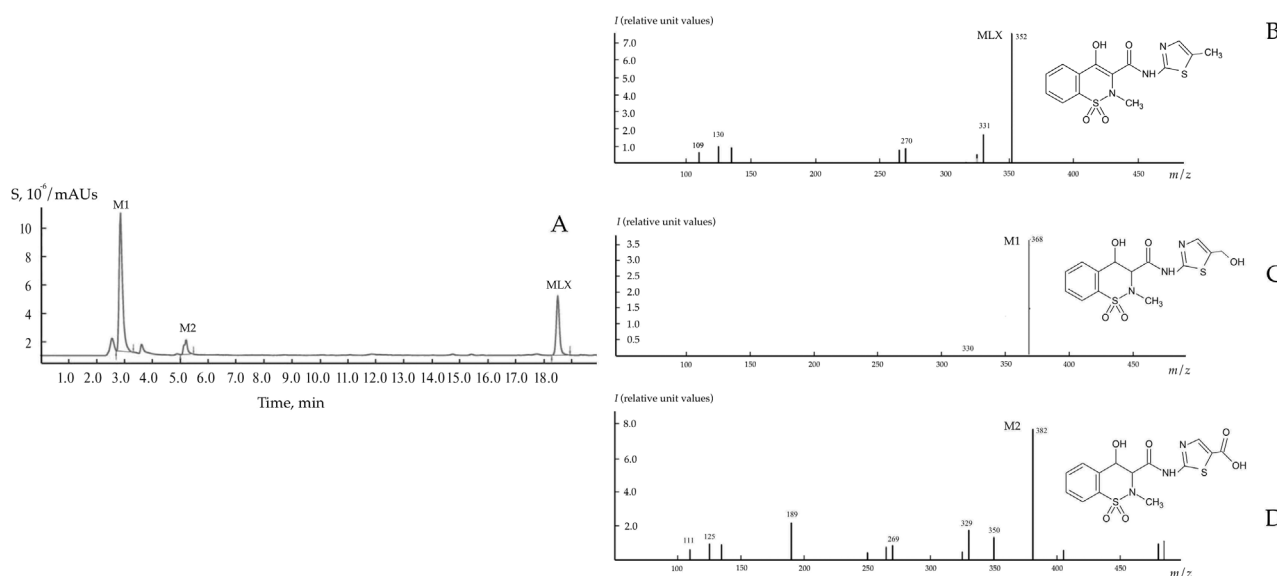 S, 10⁻⁶/mAUs
10
8
6
4
2
M1
M2
MLX
A
1.0 2.0 3.0 4.0 5.0 6.0 7.0 8.0 9.0 10.0 11.0 12.0 13.0 14.0 15.0 16.0 17.0 18.0
Time, min
I (relative unit values)
B
7.0
6.0
5.0
4.0
3.0
2.0
1.0
109
130
270
331
MLX
352
100 150 200 250 300 350 400 450
m/z
OH
O
N
CH₃
NH
S
N
CH₃
S
O O
I (relative unit values)
C
3.5
3.0
2.5
2.0
1.5
1.0
0.5
330
M1
368
100 150 200 250 300 350 400 450
m/z
OH
O
N
OH
NH
S
N
CH₃
S
O O
I (relative unit values)
D
8.0
6.0
4.0
2.0
111
125
189
269
329
350
M2
382
100 150 200 250 300 350 400 450
m/z
OH
O
N
O
OH
NH
S
N
CH₃
S
O O